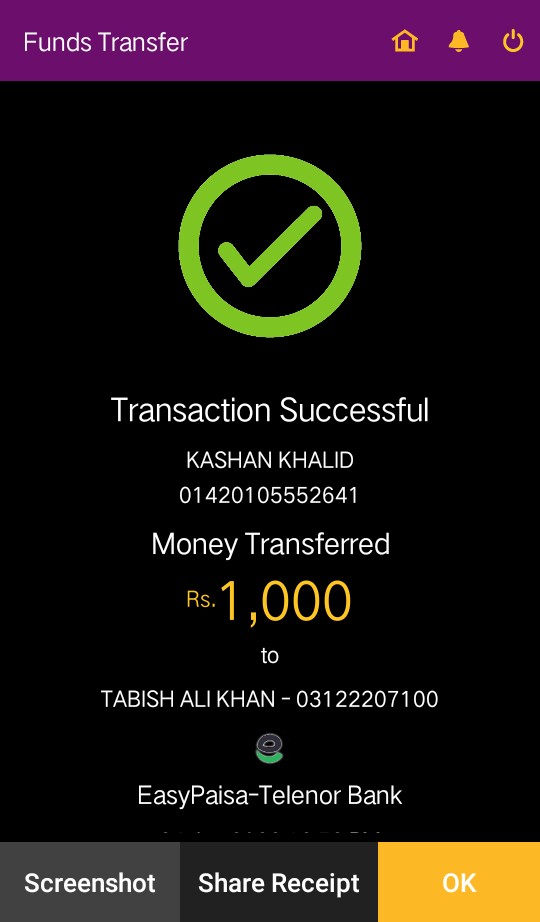 Funds Transfer
Transaction Successful
KASHAN KHALID
01420105552641
Money Transferred
Rs.1,000
to
TABISH ALI KHAN - 03122207100
EasyPaisa-Telenor Bank
Screenshot Share Receipt OK